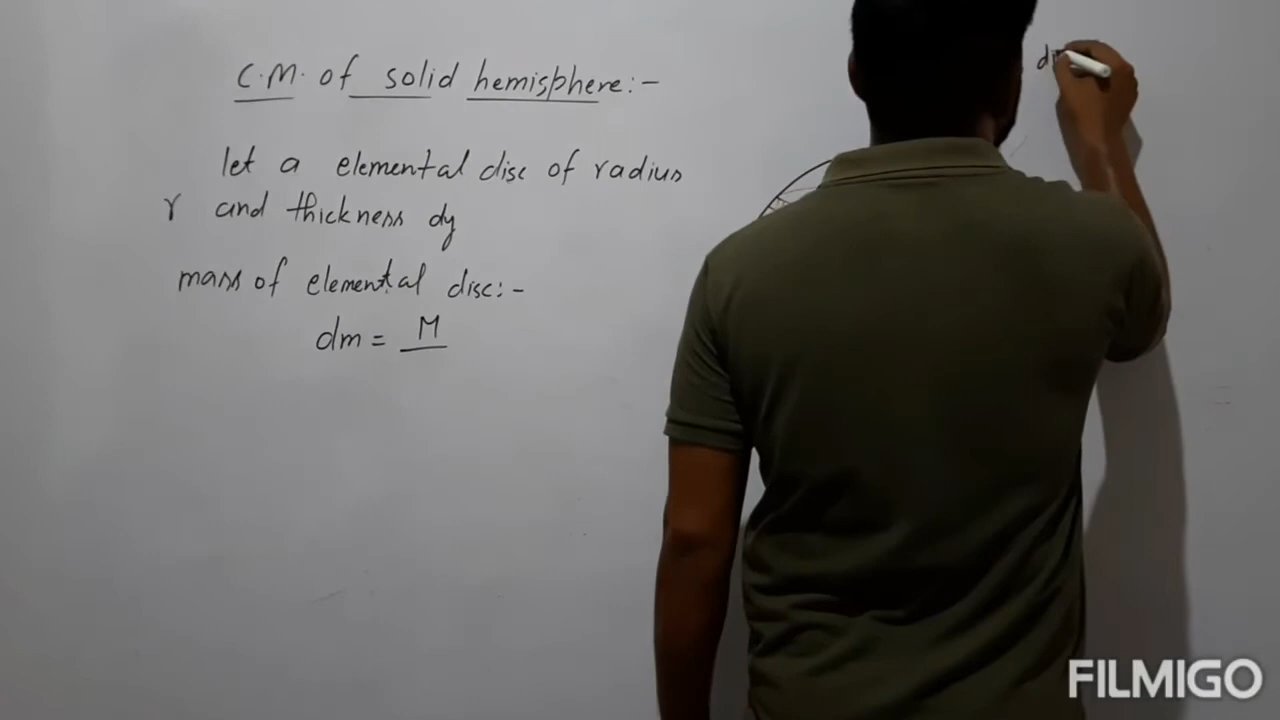 C.M. of solid hemisphere:-
let a elemental disc of radius
r and thickness dy
mass of elemental disc:-
dm = M
FILMIGO